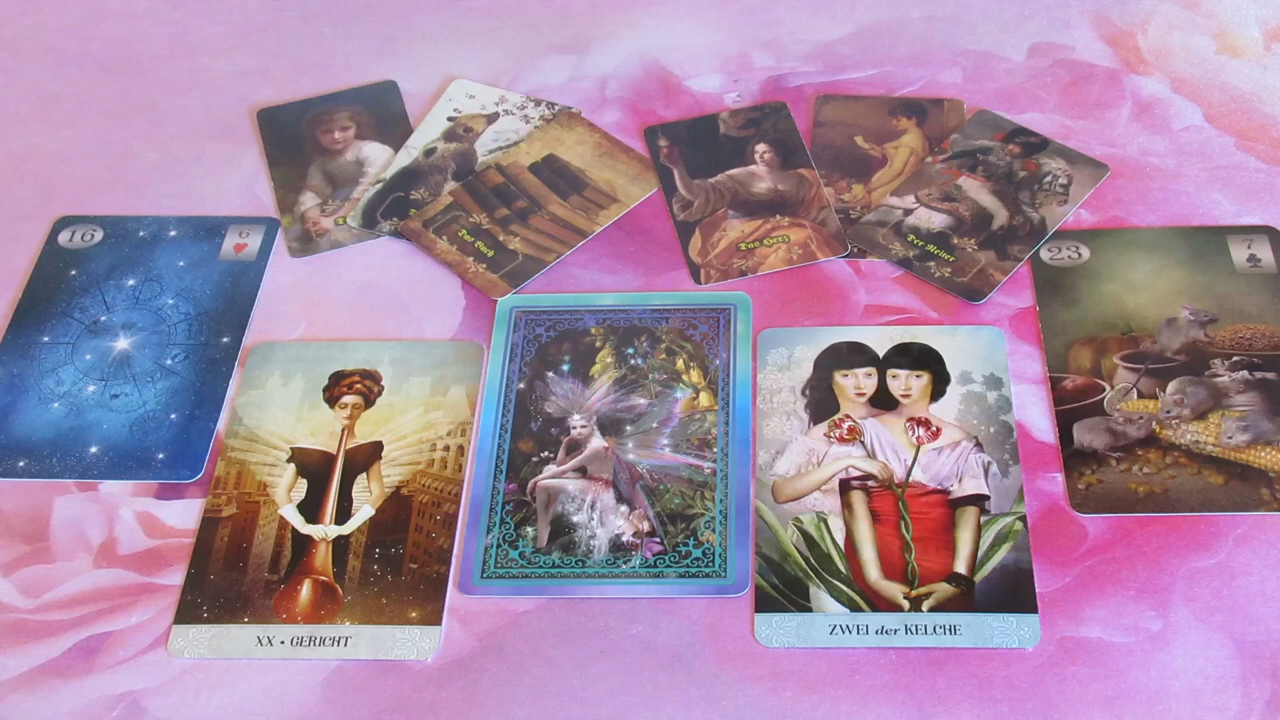 Das Buch
Das Herz
Der Reiter
16
6
23
7
XX • GERICHT
ZWEI der KELCHE